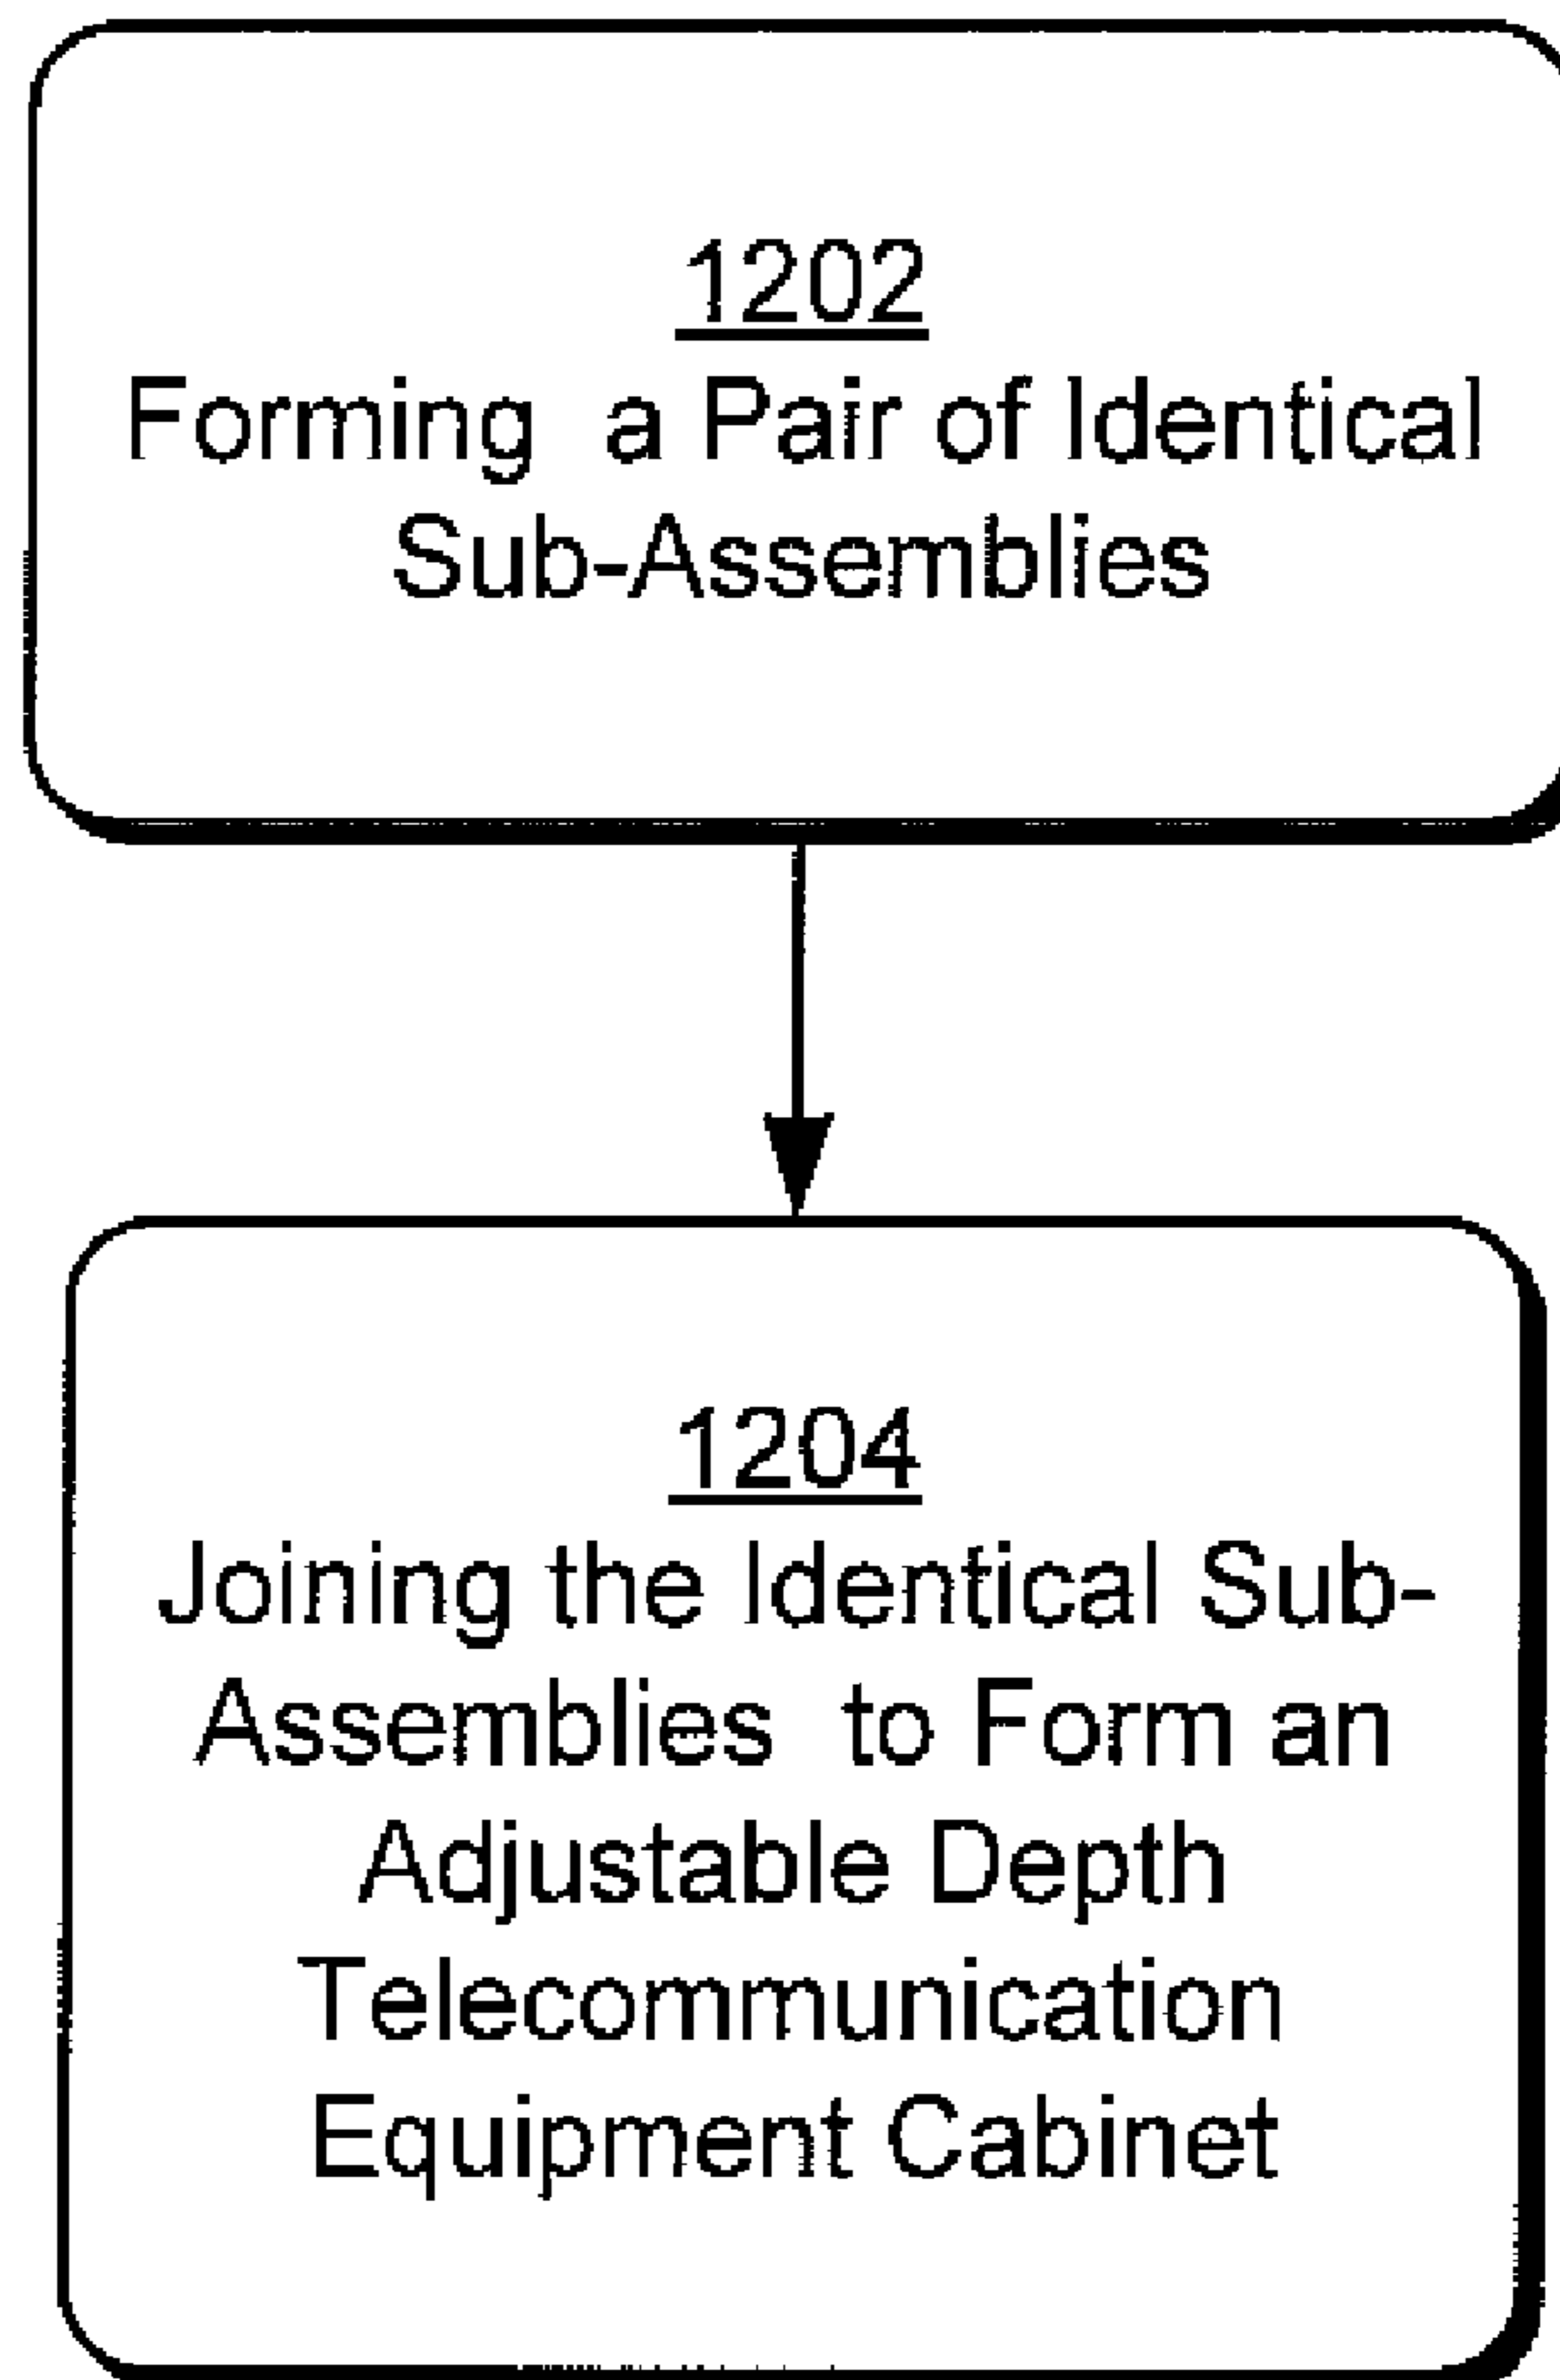 1202
Forming a Pair of Identical
Sub-Assemblies
1204
Joining the Identical Sub-
Assemblies to Form an
Adjustable Depth
Telecommunication
Equipment Cabinet